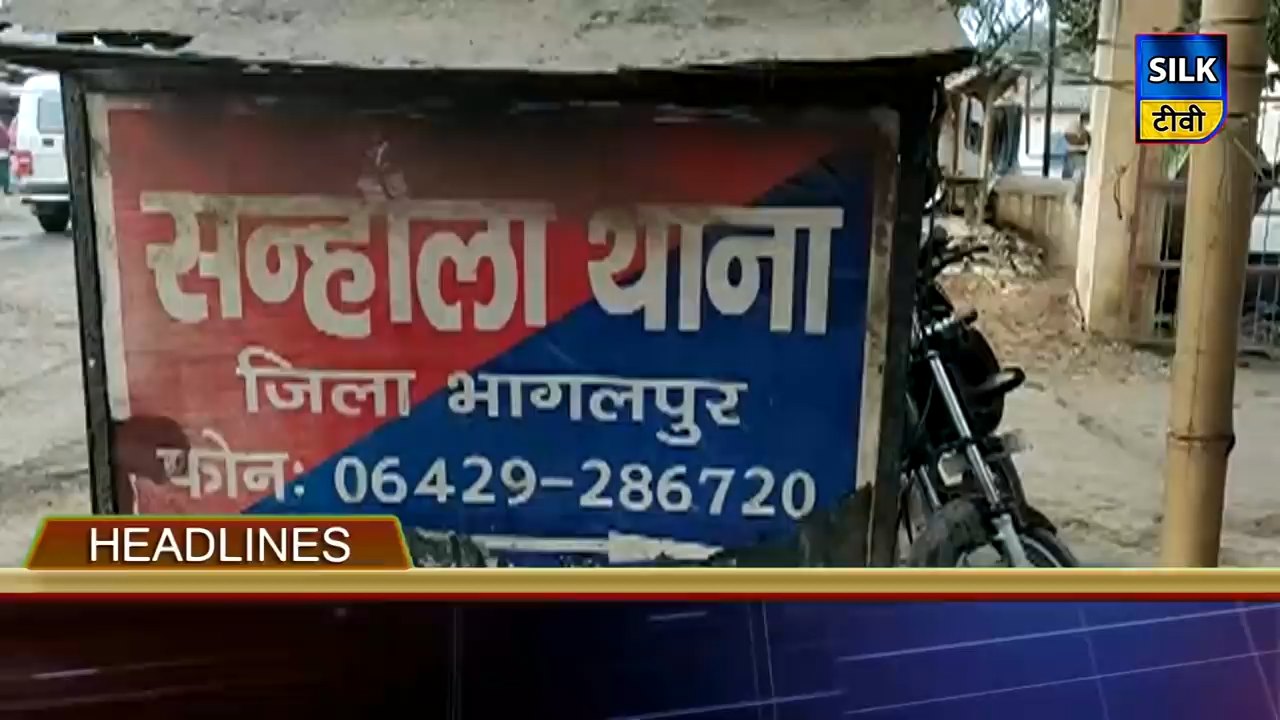 SILK
टीवी
सन्हौला थाना
जिला भागलपुर
फोन: 06429-286720
HEADLINES